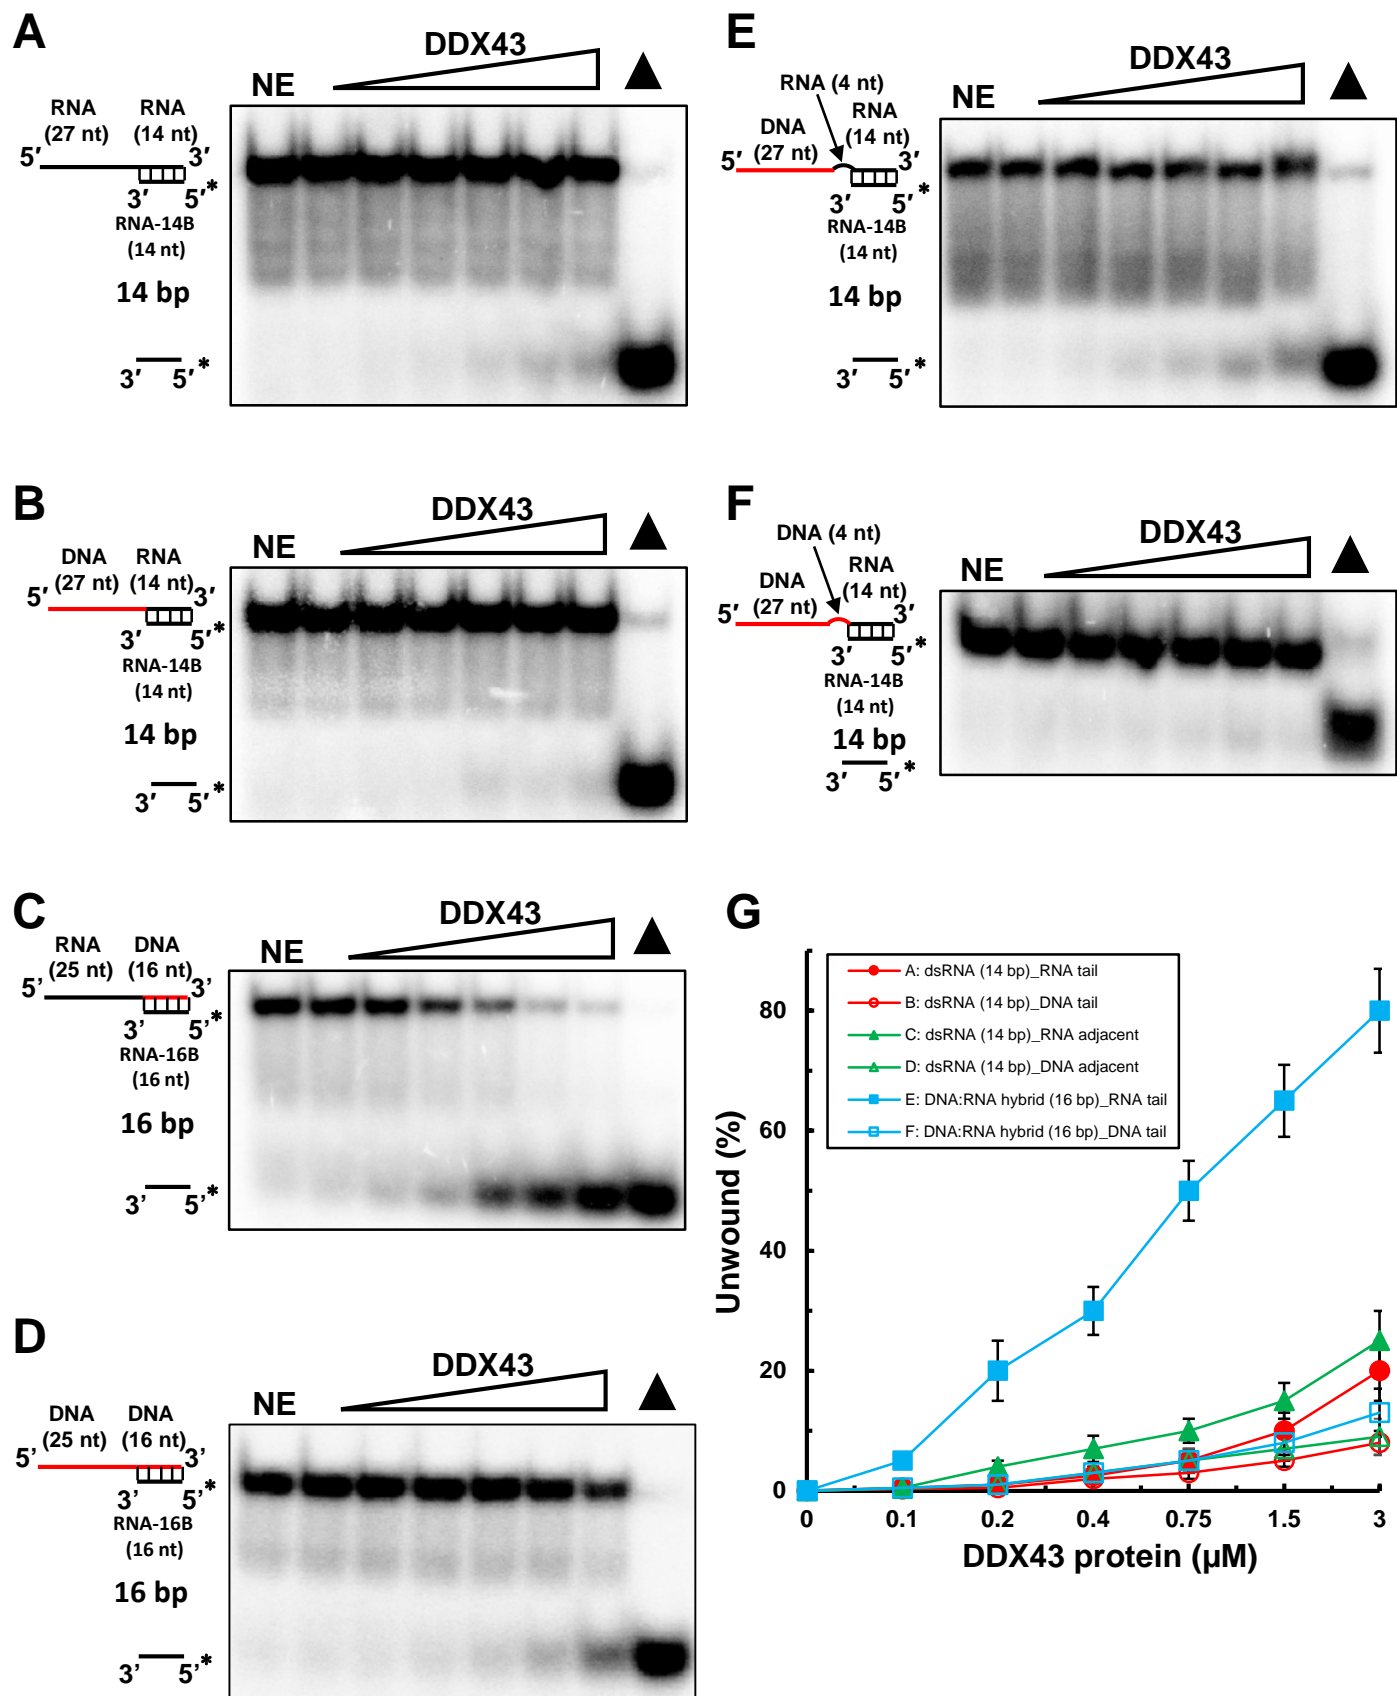 A
DDX43
NE
RNA
(27 nt)
RNA
(14 nt)
5′
3′
*
3′
5′
RNA-14B
(14 nt)
14 bp
*
3′
5′
B
DDX43
NE
DNA
(27 nt)
RNA
(14 nt)
5′
3′
*
3′
5′
RNA-14B
(14 nt)
14 bp
*
3′
5′
C
DDX43
NE
RNA
(25 nt)
DNA
(16 nt)
5’
3’
*
3’
5’
RNA-16B
(16 nt)
16 bp
*
3’
5’
D
DDX43
NE
DNA
(25 nt)
DNA
(16 nt)
5’
3’
*
3’
5’
RNA-16B
(16 nt)
16 bp
*
3’
5’
E
DDX43
NE
RNA (4 nt)
DNA
(27 nt)
RNA
(14 nt)
5′
3′
*
3′
5′
RNA-14B
(14 nt)
14 bp
*
3′
5′
F
DDX43
NE
DNA (4 nt)
DNA
(27 nt)
RNA
(14 nt)
5′
3′
*
3′
5′
RNA-14B
(14 nt)
14 bp
*
3′
5′
G
A: dsRNA (14 bp)_RNA tail
B: dsRNA (14 bp)_DNA tail
C: dsRNA (14 bp)_RNA adjacent
D: dsRNA (14 bp)_DNA adjacent
E: DNA:RNA hybrid (16 bp)_RNA tail
F: DNA:RNA hybrid (16 bp)_DNA tail
Unwound (%)
80
60
40
20
0
0 0.1 0.2 0.4 0.75 1.5 3
DDX43 protein (μM)